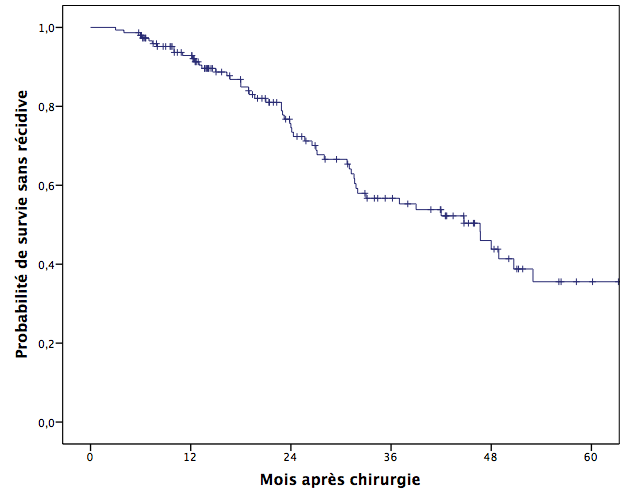 Probabilité de survie sans récidive
1,0
0,8
0,6
0,4
0,2
0,0
0 12 24 36 48 60
Mois après chirurgie